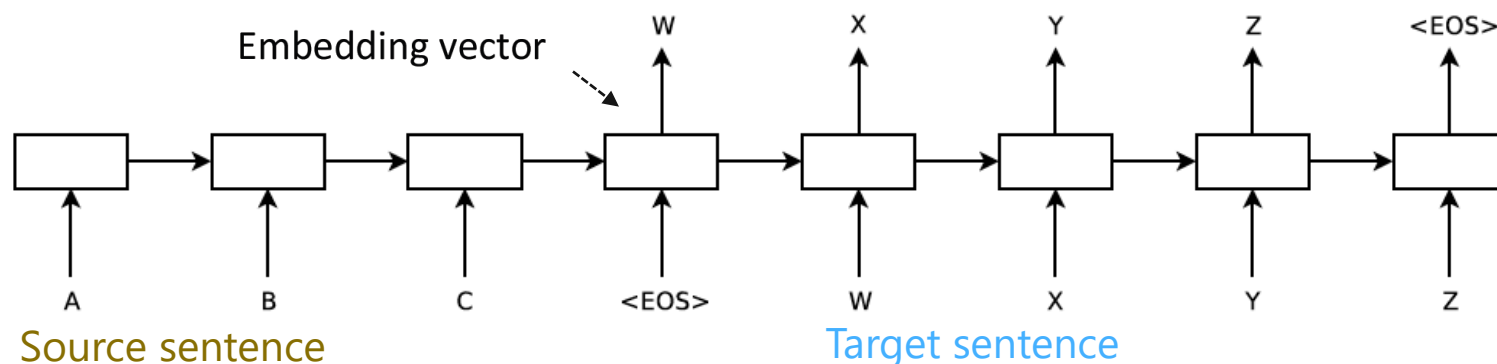 W X Y Z <EOS>
Embedding vector
A B C <EOS> W X Y Z
Source sentence Target sentence